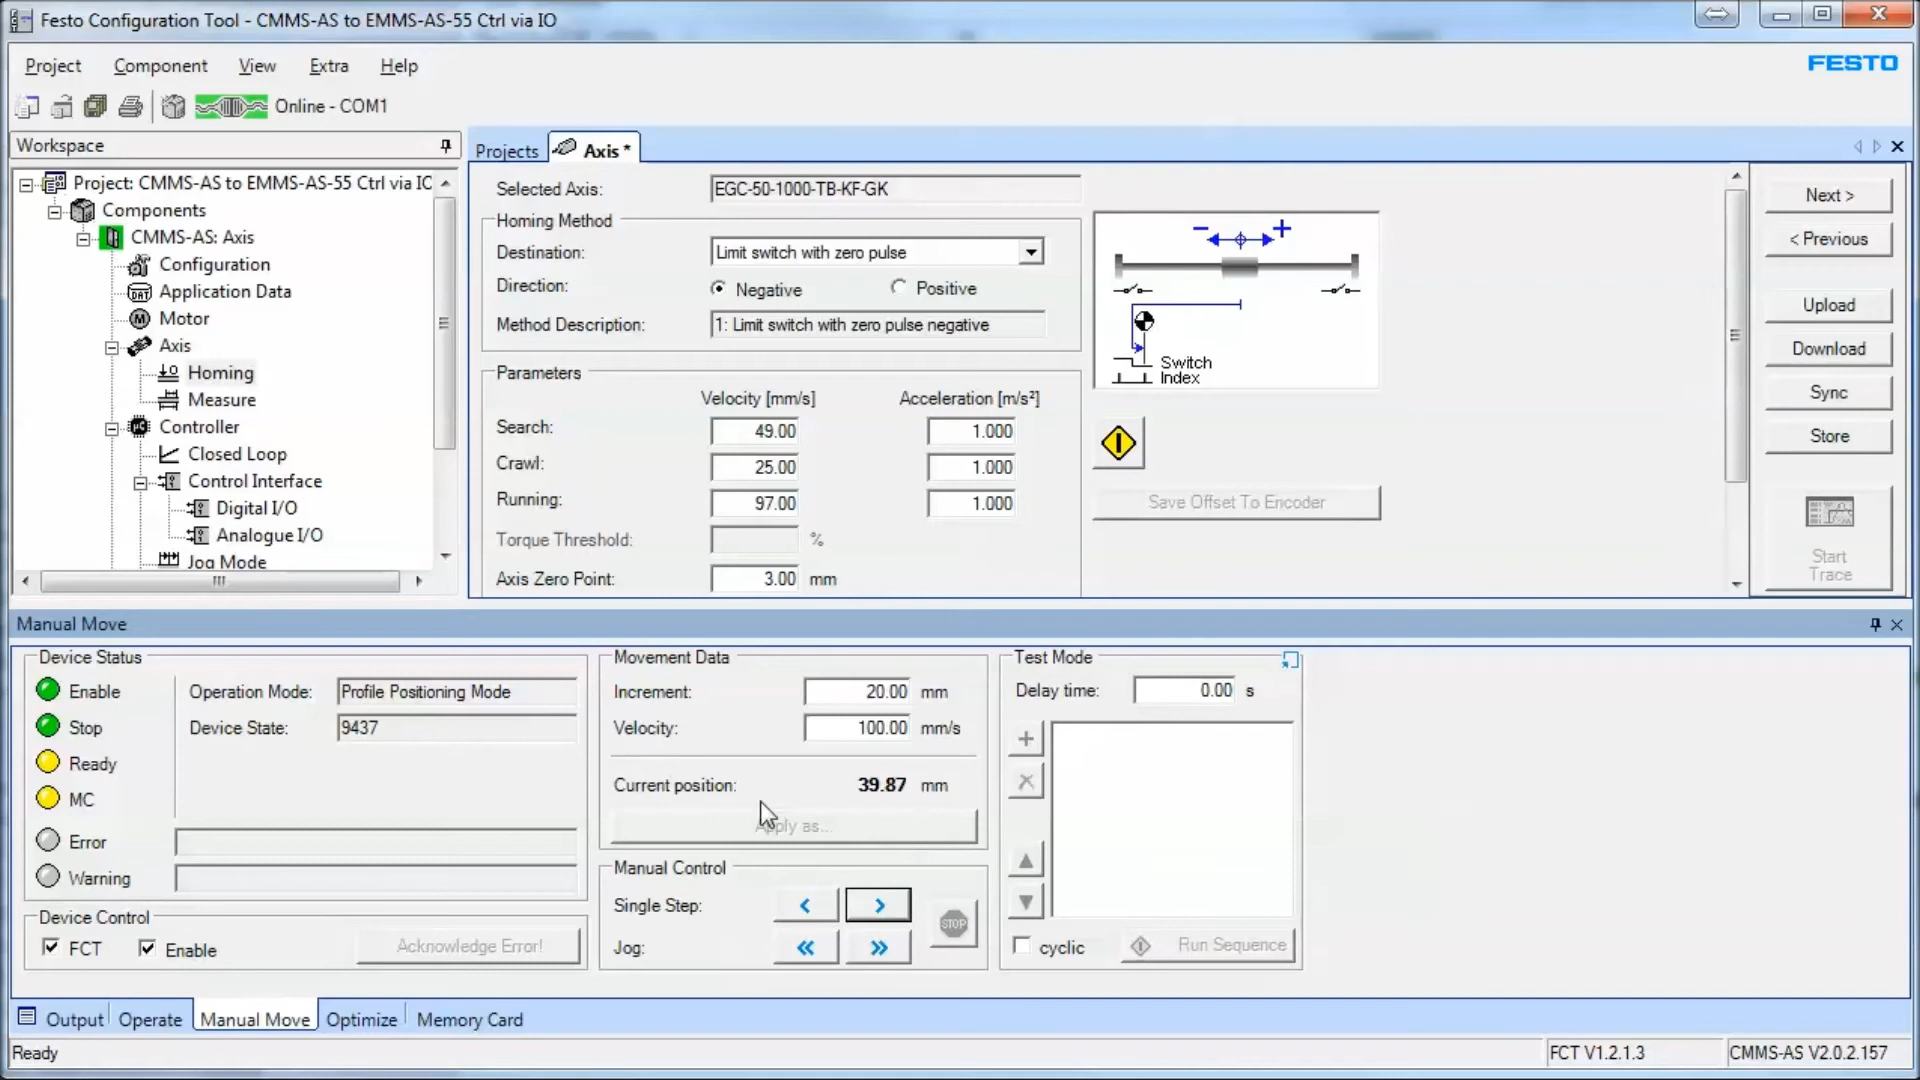 Festo Configuration Tool - CMMS-AS to EMMS-AS-55 Ctrl via IO
Project Component View Extra Help
FESTO
Online - COM1
Workspace
Project: CMMS-AS to EMMS-AS-55 Ctrl via IO
Components
CMMS-AS: Axis
Configuration
Application Data
Motor
Axis
Homing
Measure
Controller
Closed Loop
Control Interface
Digital I/O
Analogue I/O
Jog Mode
Projects Axis *
Selected Axis: EGC-50-1000-TB-KF-GK
Homing Method
Destination: Limit switch with zero pulse
Direction: Negative Positive
Method Description: 1: Limit switch with zero pulse negative
Parameters
Velocity [mm/s] Acceleration [m/s²]
Search: 49.00 1.000
Crawl: 25.00 1.000
Running: 97.00 1.000
Torque Threshold: %
Axis Zero Point: 3.00 mm
Switch
Index
Save Offset To Encoder
Next >
< Previous
Upload
Download
Sync
Store
Start
Trace
Manual Move
Device Status
Enable
Stop
Ready
MC
Error
Warning
Operation Mode: Profile Positioning Mode
Device State: 9437
Device Control
FCT Enable Acknowledge Error!
Movement Data
Increment: 20.00 mm
Velocity: 100.00 mm/s
Current position: 39.87 mm
Apply as...
Manual Control
Single Step: < >
STOP
Jog: « »
Test Mode
Delay time: 0.00 s
cyclic Run Sequence
Output Operate Manual Move Optimize Memory Card
Ready FCT V1.2.1.3 CMMS-AS V2.0.2.157